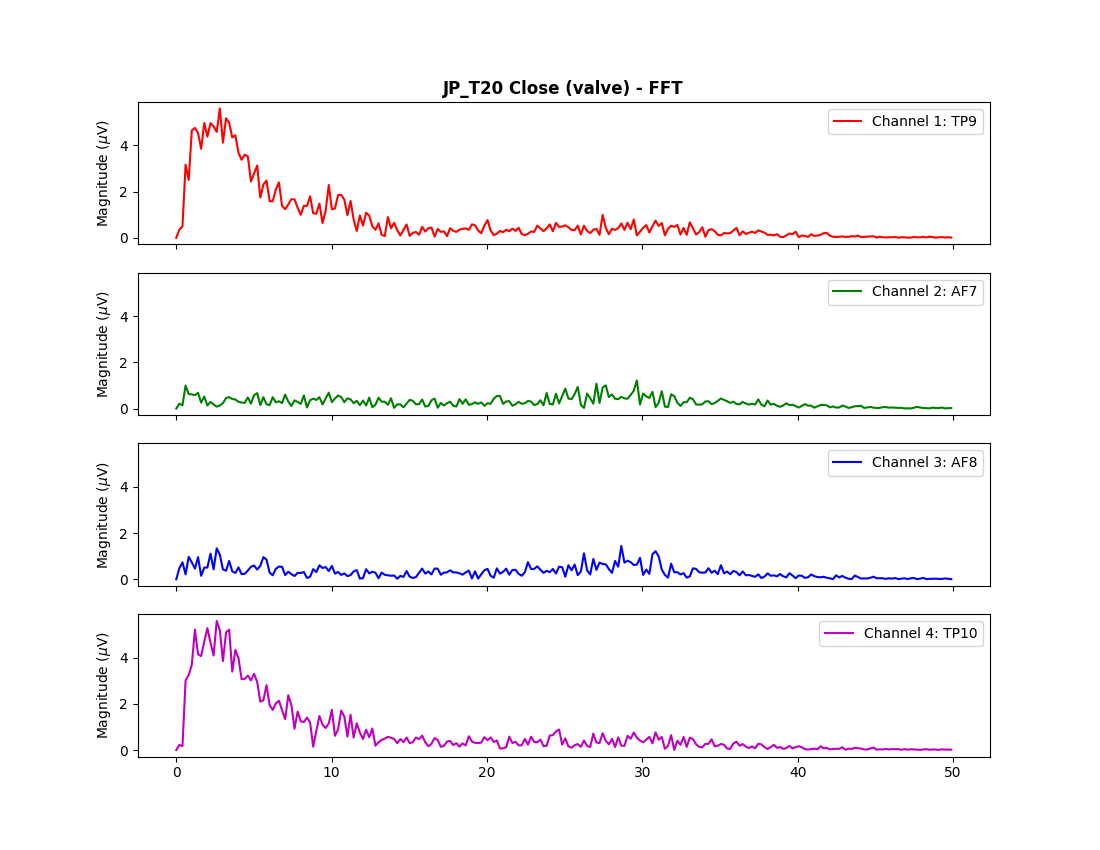 JP_T20 Close (valve) - FFT
Magnitude (μV)
4
2
0
Channel 1: TP9
Magnitude (μV)
4
2
0
Channel 2: AF7
Magnitude (μV)
4
2
0
Channel 3: AF8
Magnitude (μV)
4
2
0
Channel 4: TP10
0 10 20 30 40 50